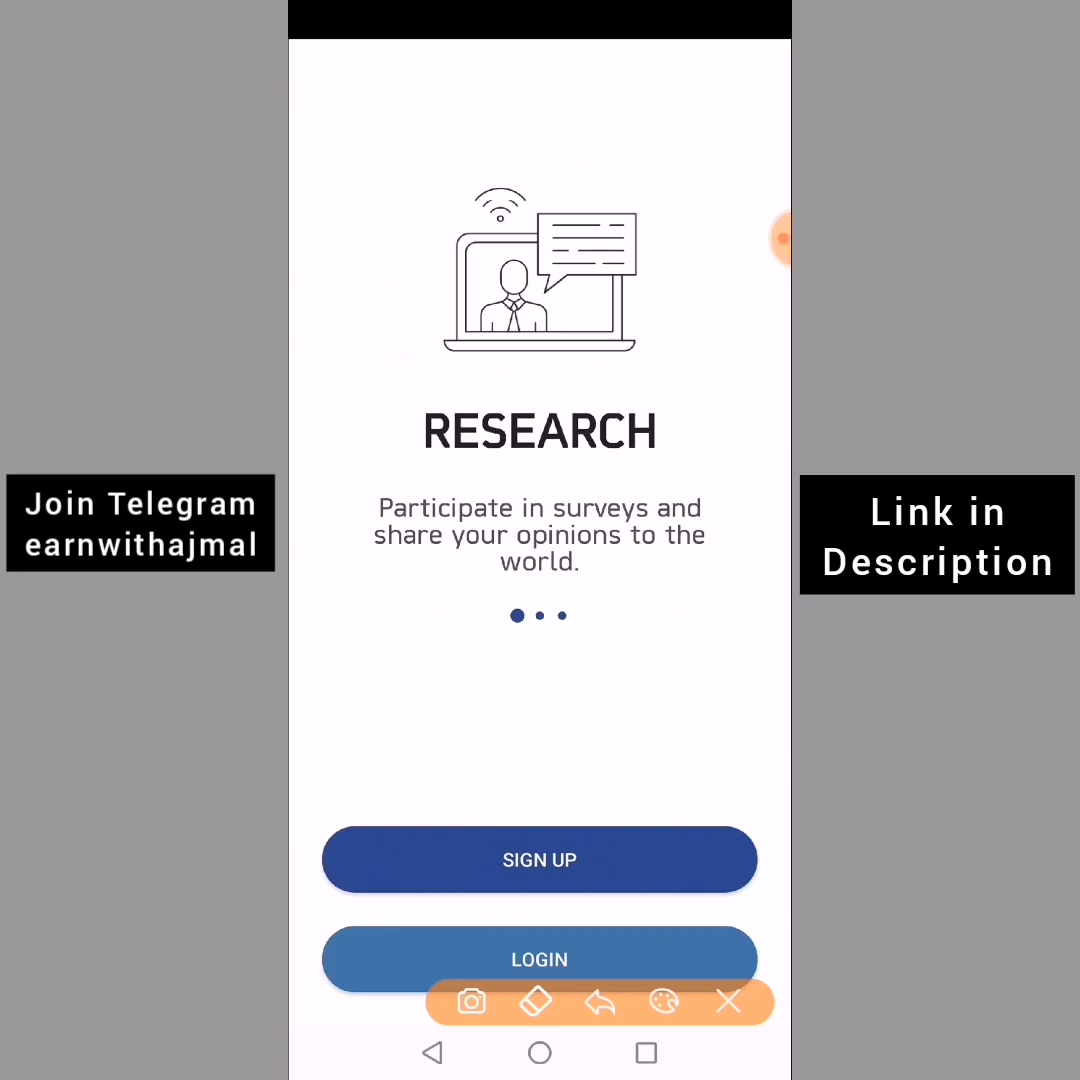 RESEARCH
Participate in surveys and
share your opinions to the
world.
Join Telegram
earnwithajmal
Link in
Description
SIGN UP
LOGIN